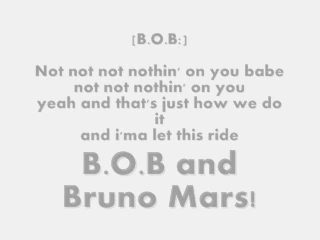 [B.O.B:]
Not not not nothin' on you babe
not not nothin' on you
yeah and that's just how we do
it
and i'ma let this ride
B.O.B and
Bruno Mars!